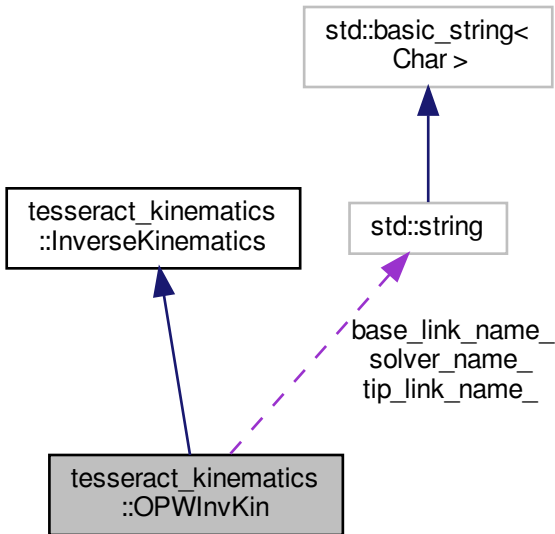 std::basic_string<
Char >
tesseract_kinematics
::InverseKinematics
std::string
base_link_name_
solver_name_
tip_link_name_
tesseract_kinematics
::OPWInvKin